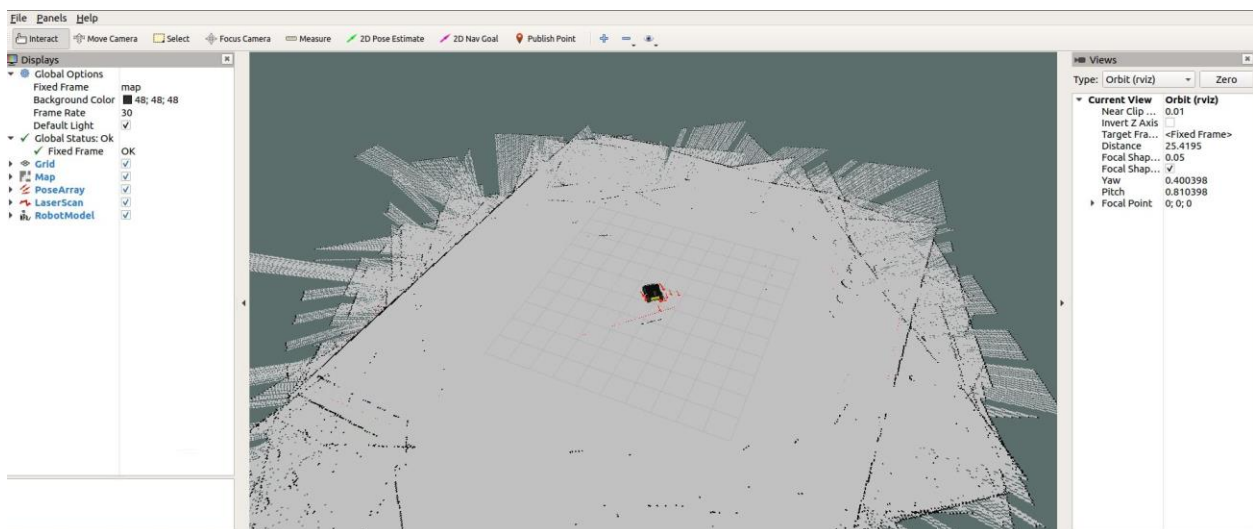 File Panels Help
Interact Move Camera Select Focus Camera Measure 2D Pose Estimate 2D Nav Goal Publish Point
Displays
Global Options
Fixed Frame map
Background Color 48; 48; 48
Frame Rate 30
Default Light
Global Status: Ok
Fixed Frame OK
Grid
Map
PoseArray
LaserScan
RobotModel
Views
Type: Orbit (rviz) Zero
Current View Orbit (rviz)
Near Clip ... 0.01
Invert Z Axis
Target Fra... <Fixed Frame>
Distance 25.4195
Focal Shap... 0.05
Focal Shap...
Yaw 0.400398
Pitch 0.810398
Focal Point 0; 0; 0